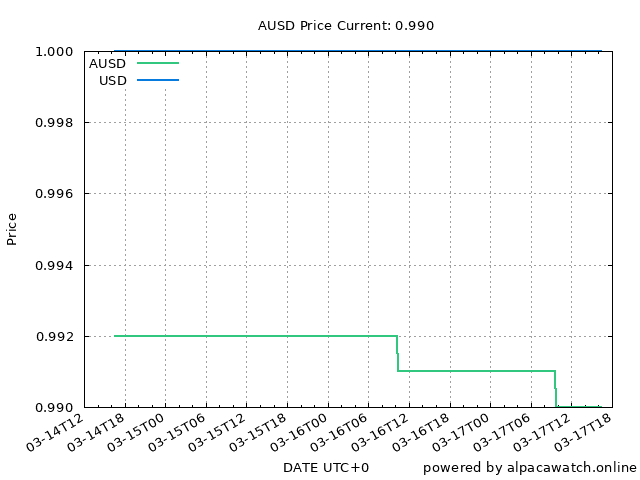 AUSD Price Current: 0.990
1.000
AUSD
USD
0.998
0.996
Price
0.994
0.992
0.990
03-14T12 03-14T18 03-15T00 03-15T06 03-15T12 03-15T18 03-16T00 03-16T06 03-16T12 03-16T18 03-17T00 03-17T06 03-17T12 03-17T18
DATE UTC+0 powered by alpacawatch.online